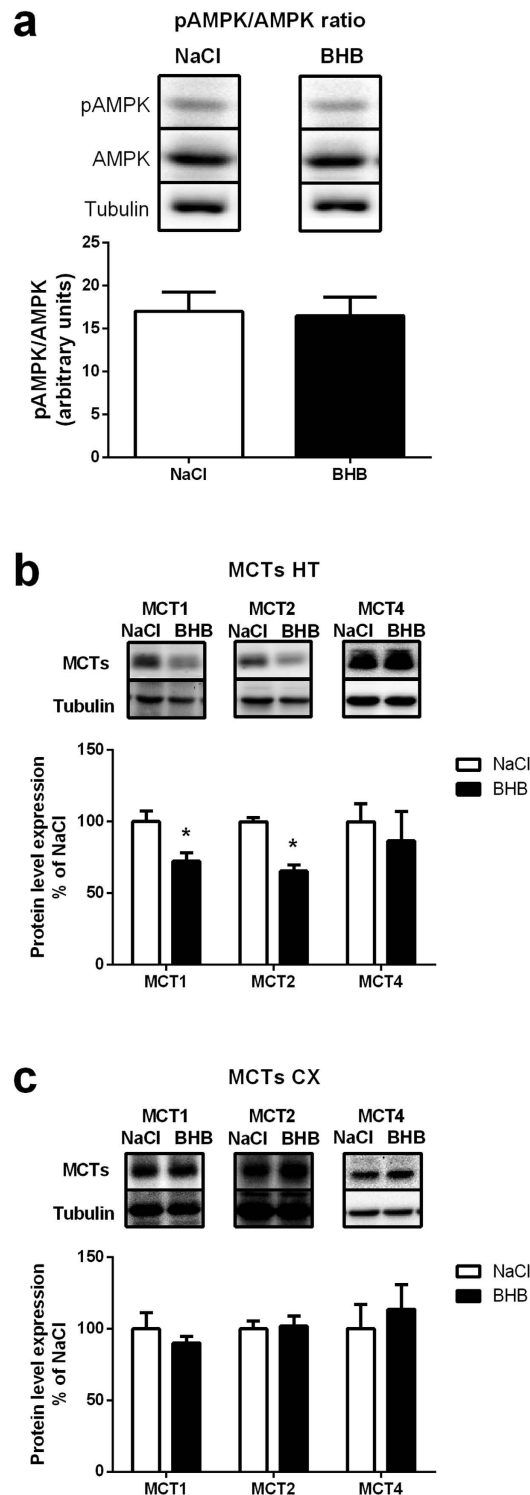 a
pAMPK/AMPK ratio
NaCl BHB
pAMPK
AMPK
Tubulin
pAMPK/AMPK
(arbitrary units)
25
20
15
10
5
0
NaCl BHB
b
MCTs HT
MCT1 MCT2 MCT4
NaCl BHB NaCl BHB NaCl BHB
MCTs
Tubulin
Protein level expression
% of NaCl
150
100
50
0
* *
NaCl
BHB
MCT1 MCT2 MCT4
c
MCTs CX
MCT1 MCT2 MCT4
NaCl BHB NaCl BHB NaCl BHB
MCTs
Tubulin
Protein level expression
% of NaCl
150
100
50
0
NaCl
BHB
MCT1 MCT2 MCT4